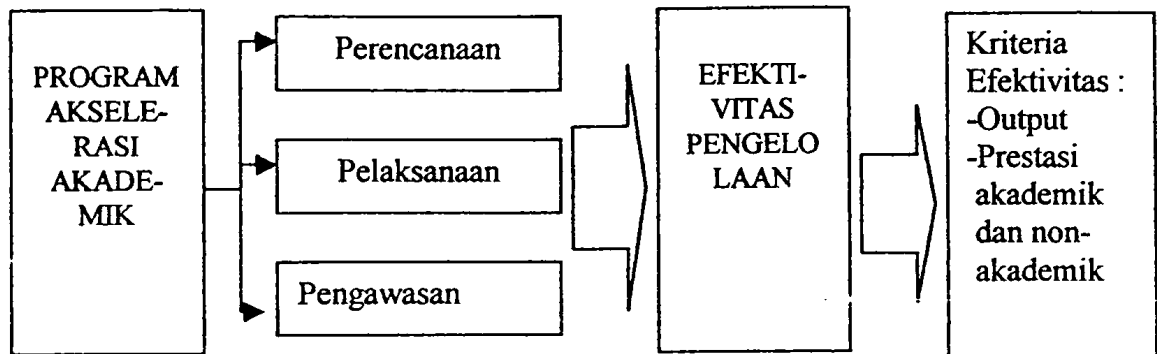 PROGRAM
AKSELE-
RASI
AKADE-
MIK
Perencanaan
Pelaksanaan
Pengawasan
EFEKTI-
VITAS
PENGELO
LAAN
Kriteria
Efektivitas :
-Output
-Prestasi
akademik
dan non-
akademik